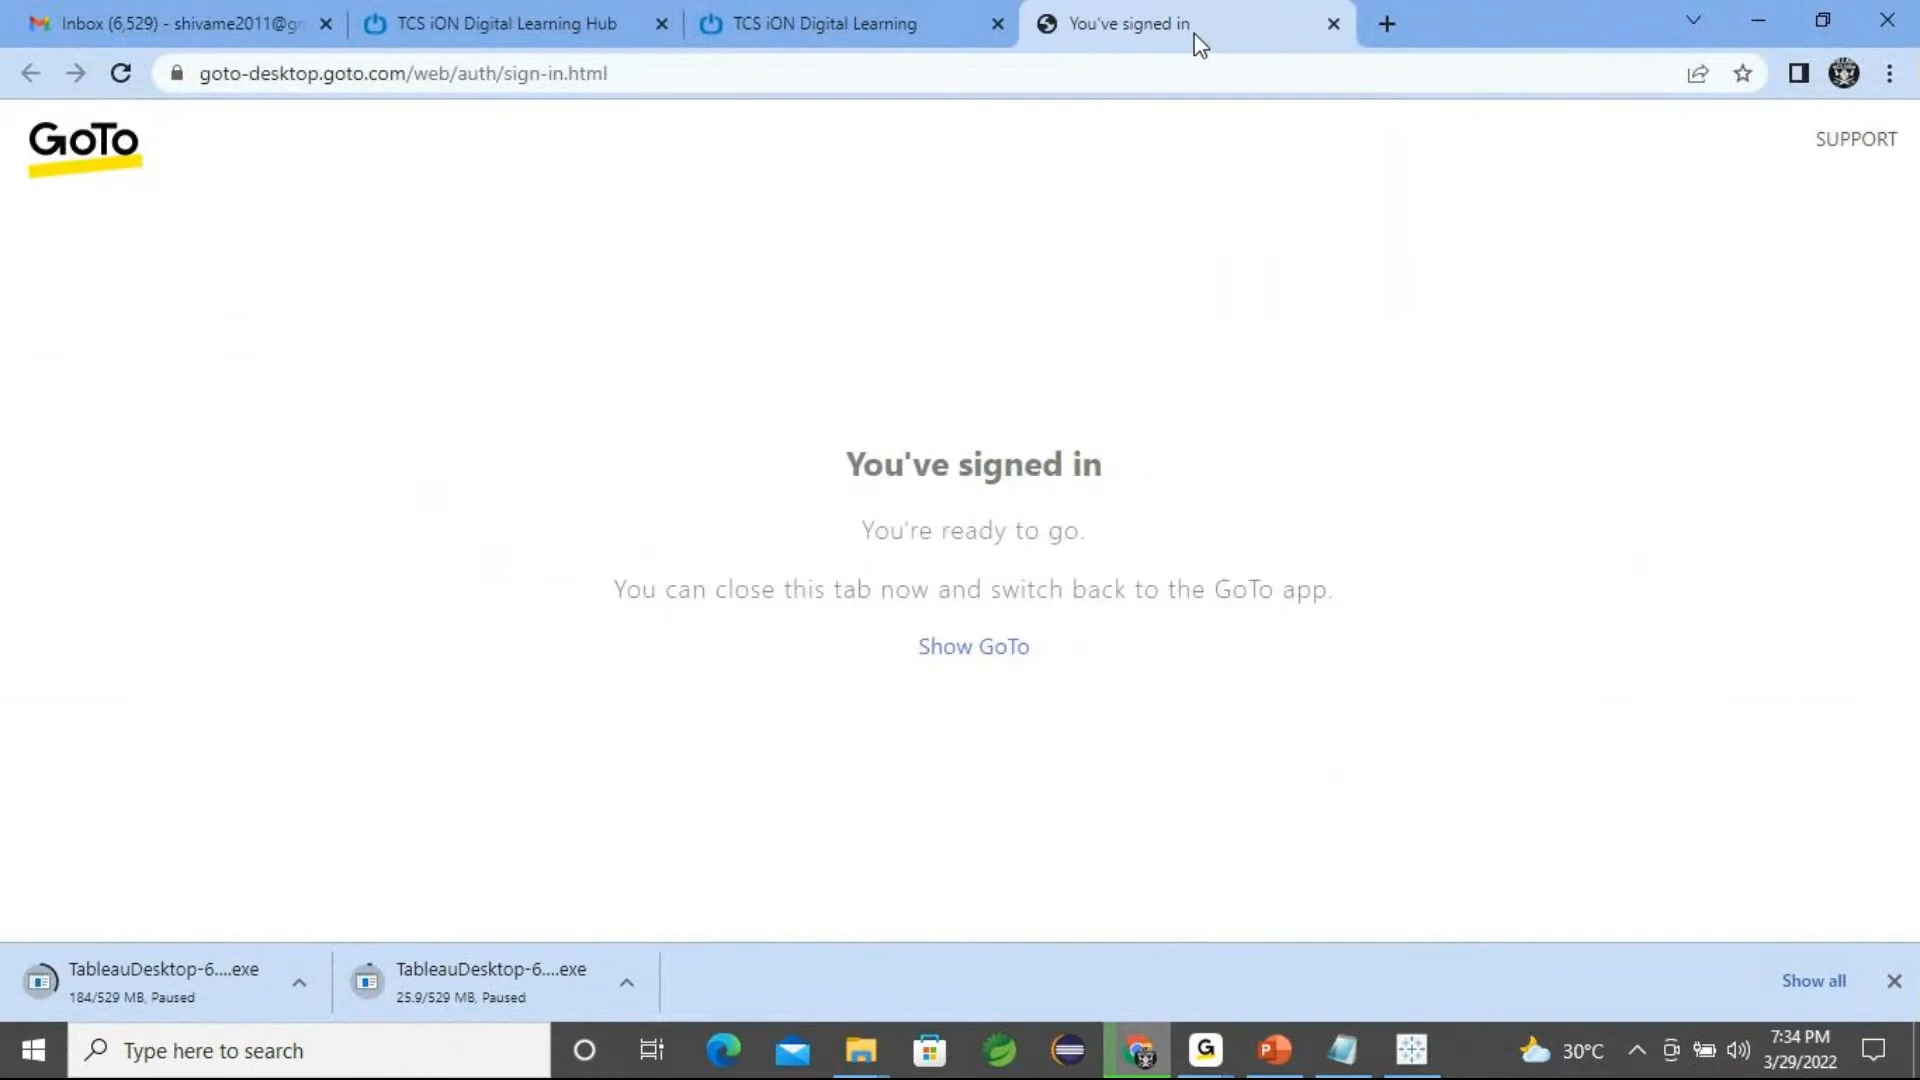 Inbox (6,529) - shivame2011@gm
TCS iON Digital Learning Hub
TCS iON Digital Learning
You've signed in
goto-desktop.goto.com/web/auth/sign-in.html
GoTo
SUPPORT
You've signed in
You're ready to go.
You can close this tab now and switch back to the GoTo app.
Show GoTo
TableauDesktop-6....exe
184/529 MB, Paused
TableauDesktop-6....exe
25.9/529 MB, Paused
Show all
Type here to search
30°C
7:34 PM
3/29/2022